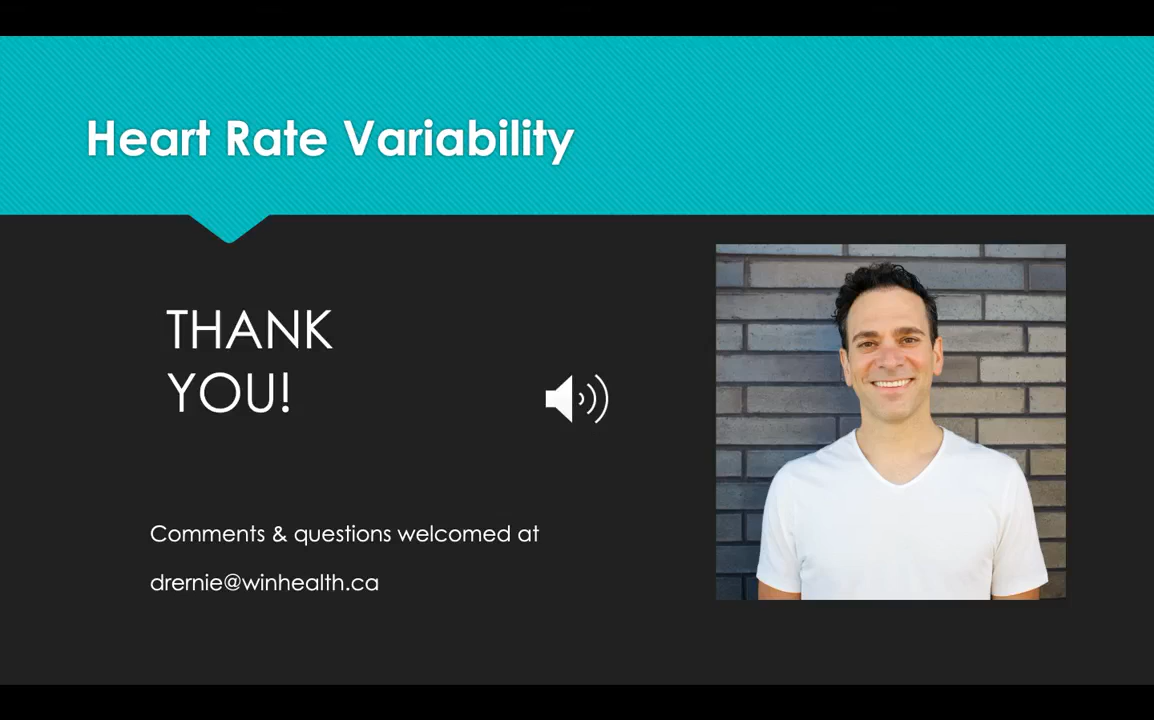 Heart Rate Variability
THANK
YOU!
Comments & questions welcomed at
drernie@winhealth.ca